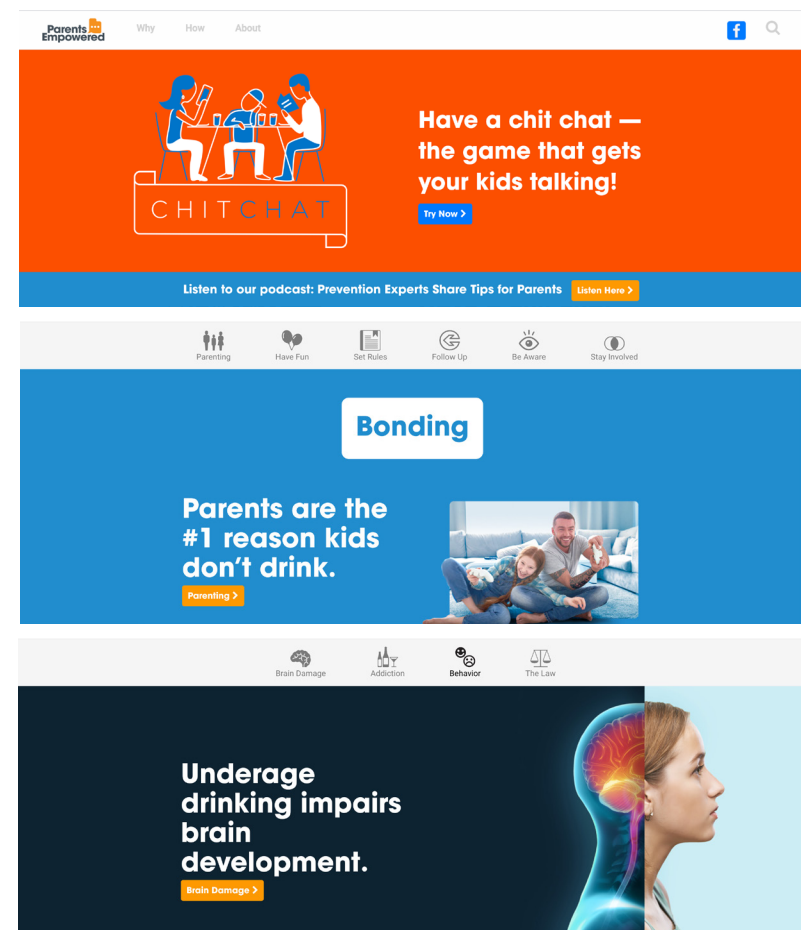 Parents
Empowered
Why How About
f
Have a chit chat —
the game that gets
your kids talking!
CHITCHAT
Try Now >
Listen to our podcast: Prevention Experts Share Tips for Parents Listen Here >
Parenting Have Fun Set Rules Follow Up Be Aware Stay Involved
Bonding
Parents are the
#1 reason kids
don't drink.
Parenting >
Brain Damage Addiction Behavior The Law
Underage
drinking impairs
brain
development.
Brain Damage >